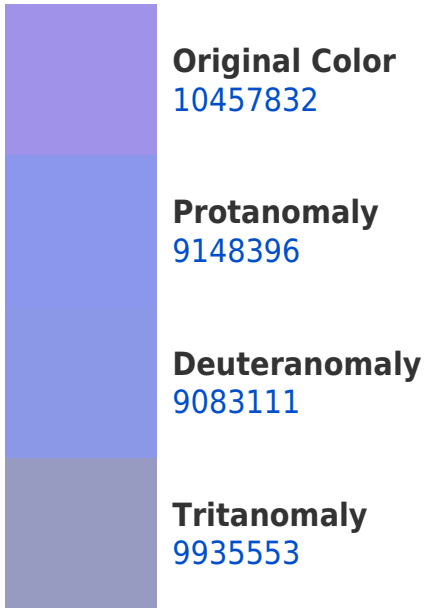 Original Color
10457832
Protanomaly
9148396
Deuteranomaly
9083111
Tritanomaly
9935553